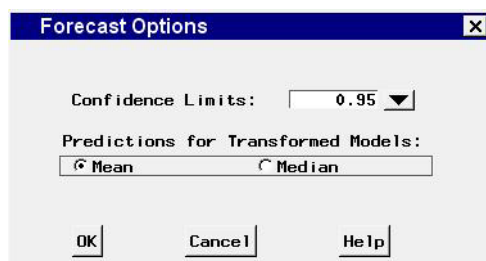 Forecast Options
Confidence Limits: 0.95
Predictions for Transformed Models:
Mean Median
OK Cancel Help